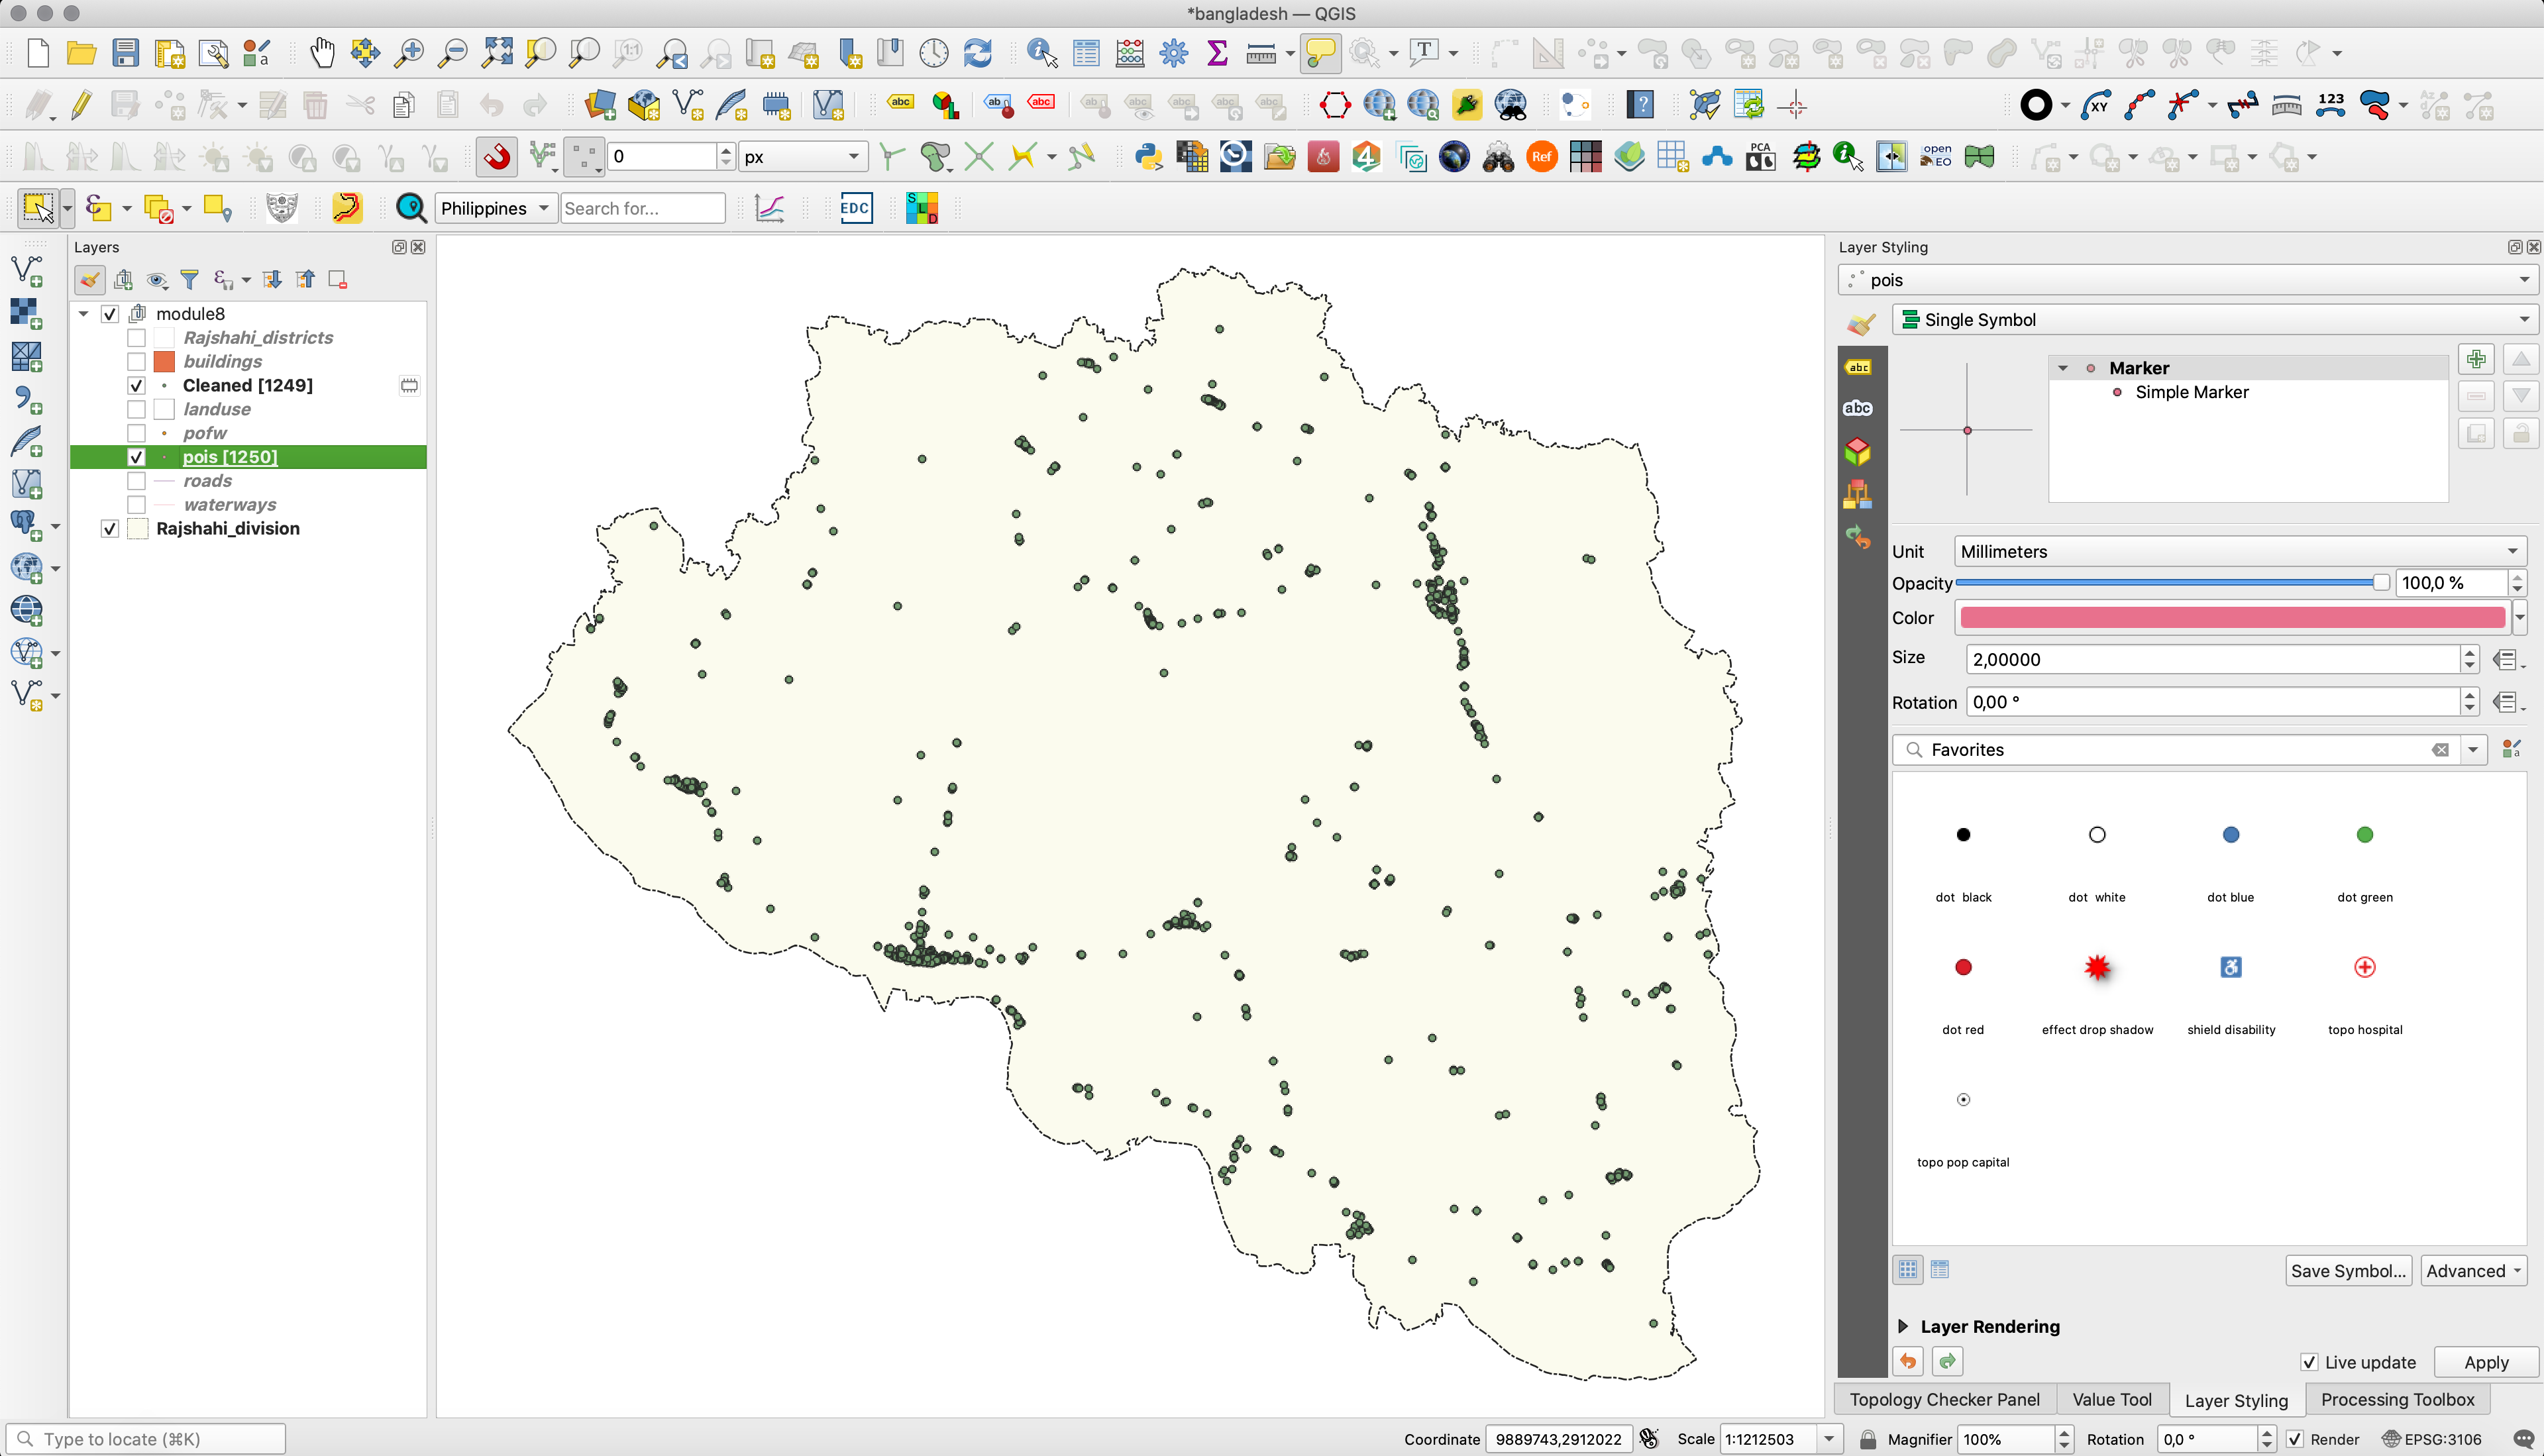 *bangladesh — QGIS
abc
abc
123
XY
0
px
Ref
PCA
open
EO
Philippines
Search for...
EDC
S
L
D
Layers
module8
Rajshahi_districts
buildings
Cleaned [1249]
landuse
pofw
pois [1250]
roads
waterways
Rajshahi_division
Layer Styling
pois
Single Symbol
abc
abc
Marker
Simple Marker
Unit
Millimeters
Opacity
100,0 %
Color
Size
2,00000
Rotation
0,00 °
Favorites
dot black
dot white
dot blue
dot green
dot red
effect drop shadow
shield disability
topo hospital
topo pop capital
Save Symbol...
Advanced
Layer Rendering
Live update
Apply
Topology Checker Panel
Value Tool
Layer Styling
Processing Toolbox
Type to locate (⌘K)
Coordinate
9889743,2912022
Scale
1:1212503
Magnifier
100%
Rotation
0,0 °
Render
EPSG:3106